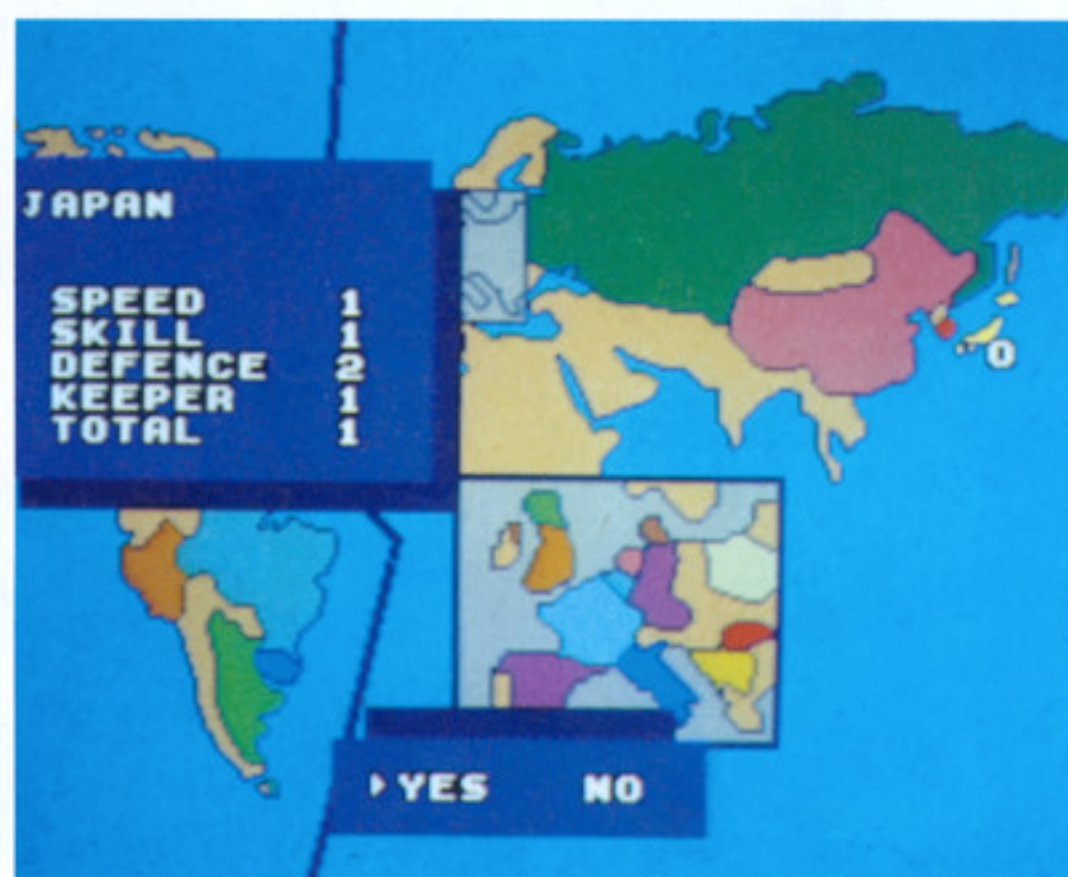 JAPAN
SPEED 1
SKILL 1
DEFENCE 2
KEEPER 1
TOTAL 1
0
YES NO